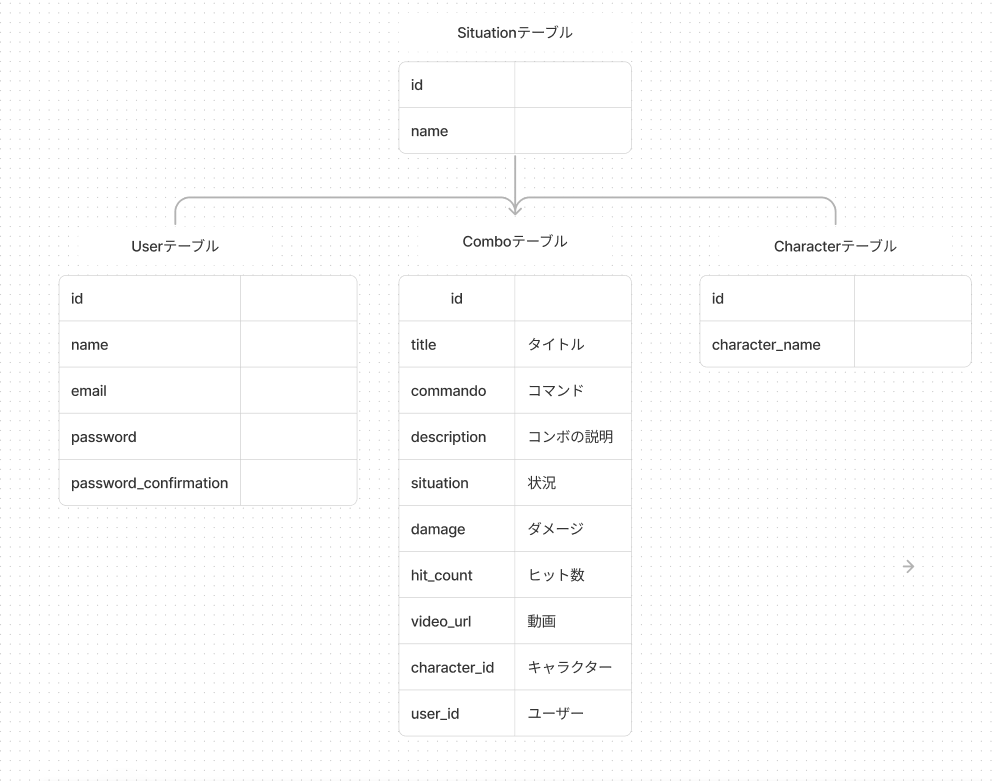 Situationテーブル
id
name
Userテーブル
id
name
email
password
password_confirmation
Comboテーブル
id
title タイトル
commando コマンド
description コンボの説明
situation 状況
damage ダメージ
hit_count ヒット数
video_url 動画
character_id キャラクター
user_id ユーザー
Characterテーブル
id
character_name